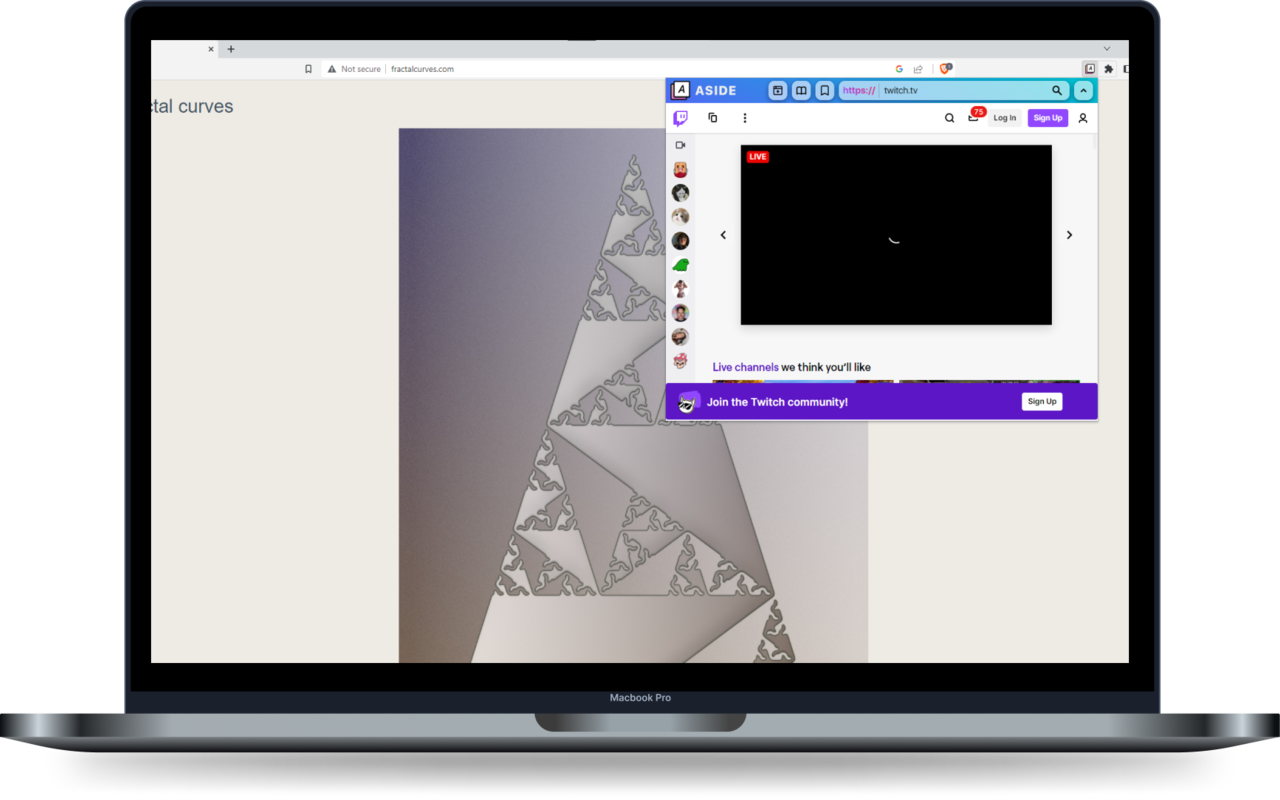 Not secure
fractalcurves.com
ctal curves
A
A ASIDE
https:// twitch.tv
75
Log In
Sign Up
LIVE
Live channels we think you'll like
Join the Twitch community!
Sign Up
Macbook Pro